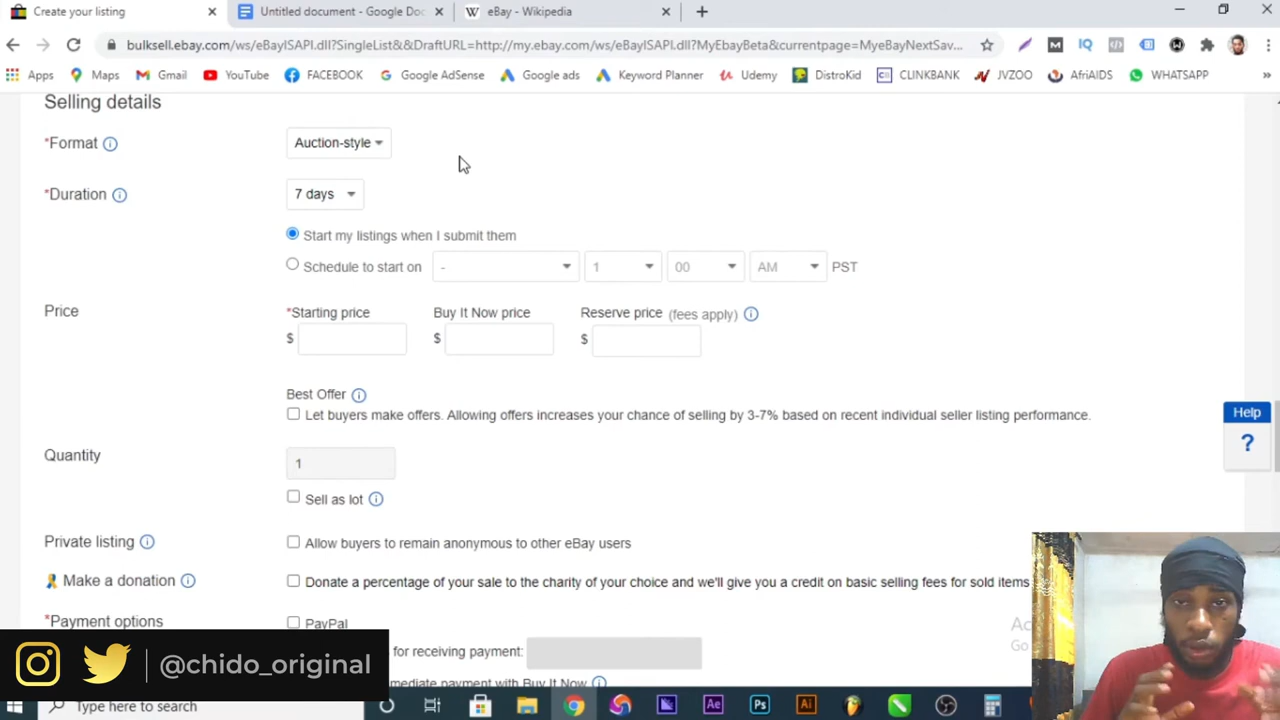 Create your listing
Untitled document - Google Doc
eBay - Wikipedia
bulksell.ebay.com/ws/eBayISAPI.dll?SingleList&&DraftURL=http://my.ebay.com/ws/eBayISAPI.dll?MyEbayBeta&currentpage=MyeBayNextSav...
Apps Maps Gmail YouTube FACEBOOK Google AdSense Google ads Keyword Planner Udemy DistroKid CLINKBANK JVZOO AfriAIDS WHATSAPP »
Selling details
*Format Auction-style
*Duration 7 days
Start my listings when I submit them
Schedule to start on - 1 00 AM PST
Price *Starting price Buy It Now price Reserve price (fees apply)
$ $ $
Best Offer
Let buyers make offers. Allowing offers increases your chance of selling by 3-7% based on recent individual seller listing performance.
Help
?
Quantity
1
Sell as lot
Private listing Allow buyers to remain anonymous to other eBay users
Make a donation Donate a percentage of your sale to the charity of your choice and we'll give you a credit on basic selling fees for sold items
*Payment options PayPal
for receiving payment:
@chido_original
mediate payment with Buy It Now
Type here to search